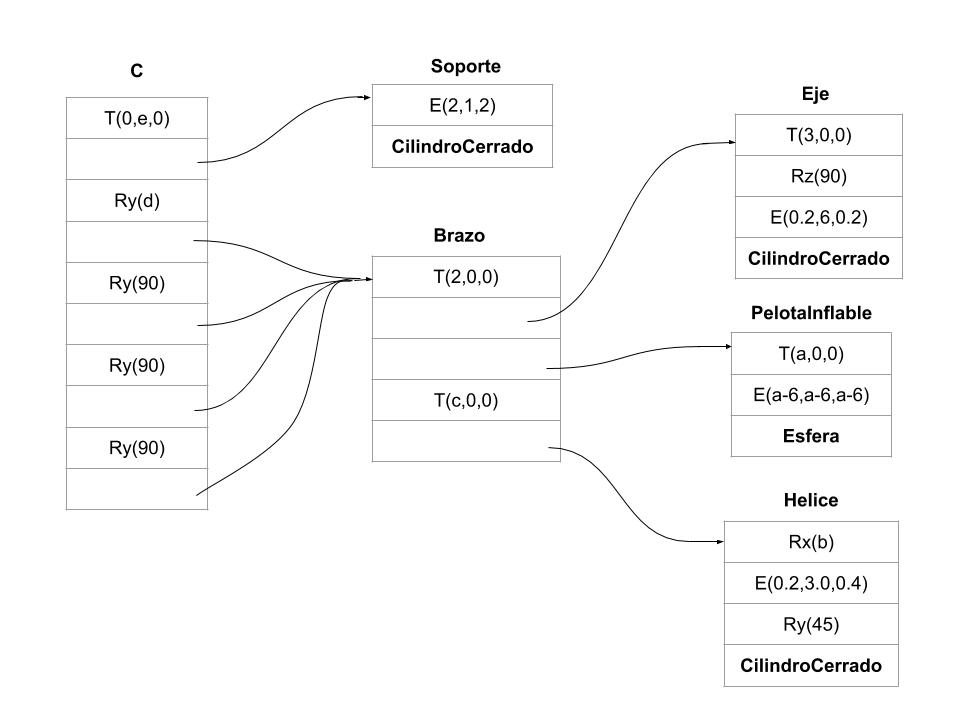 C
T(0,e,0)
Ry(d)
Ry(90)
Ry(90)
Ry(90)
Soporte
E(2,1,2)
CilindroCerrado
Brazo
T(2,0,0)
T(c,0,0)
Eje
T(3,0,0)
Rz(90)
E(0.2,6,0.2)
CilindroCerrado
PelotaInflable
T(a,0,0)
E(a-6,a-6,a-6)
Esfera
Helice
Rx(b)
E(0.2,3.0,0.4)
Ry(45)
CilindroCerrado